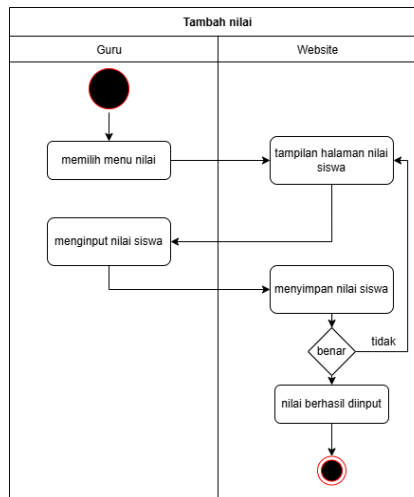 Tambah nilai
Guru
Website
memilih menu nilai
tampilan halaman nilai
siswa
menginput nilai siswa
menyimpan nilai siswa
benar
tidak
nilai berhasil diinput